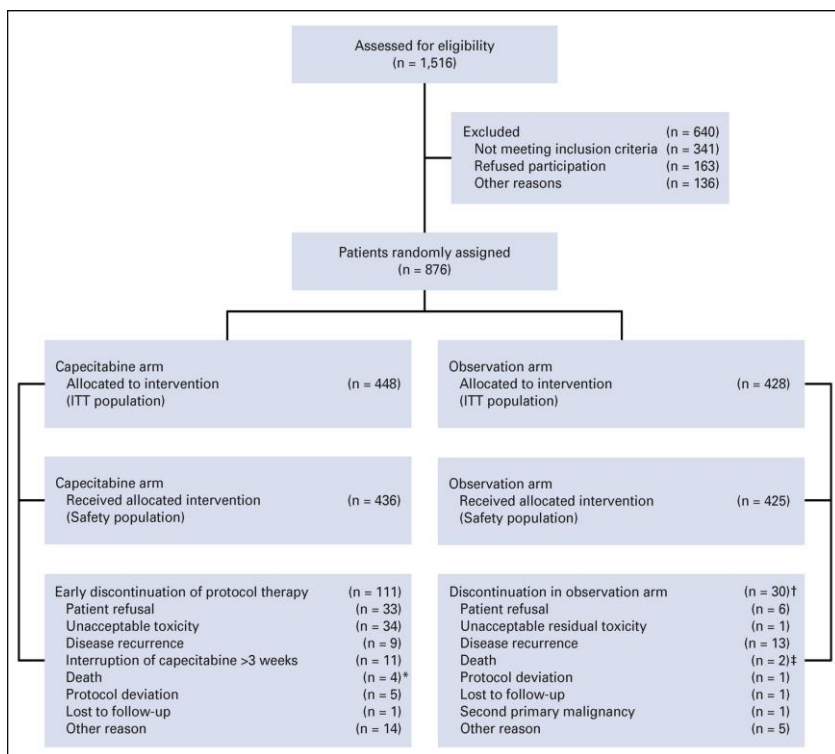 Assessed for eligibility
(n = 1,516)
Excluded (n = 640)
Not meeting inclusion criteria (n = 341)
Refused participation (n = 163)
Other reasons (n = 136)
Patients randomly assigned
(n = 876)
Capecitabine arm
Allocated to intervention (n = 448)
(ITT population)
Observation arm
Allocated to intervention (n = 428)
(ITT population)
Capecitabine arm
Received allocated intervention (n = 436)
(Safety population)
Observation arm
Received allocated intervention (n = 425)
(Safety population)
Early discontinuation of protocol therapy (n = 111)
Patient refusal (n = 33)
Unacceptable toxicity (n = 34)
Disease recurrence (n = 9)
Interruption of capecitabine >3 weeks (n = 11)
Death (n = 4)*
Protocol deviation (n = 5)
Lost to follow-up (n = 1)
Other reason (n = 14)
Discontinuation in observation arm (n = 30)†
Patient refusal (n = 6)
Unacceptable residual toxicity (n = 1)
Disease recurrence (n = 13)
Death (n = 2)‡
Protocol deviation (n = 1)
Lost to follow-up (n = 1)
Second primary malignancy (n = 1)
Other reason (n = 5)